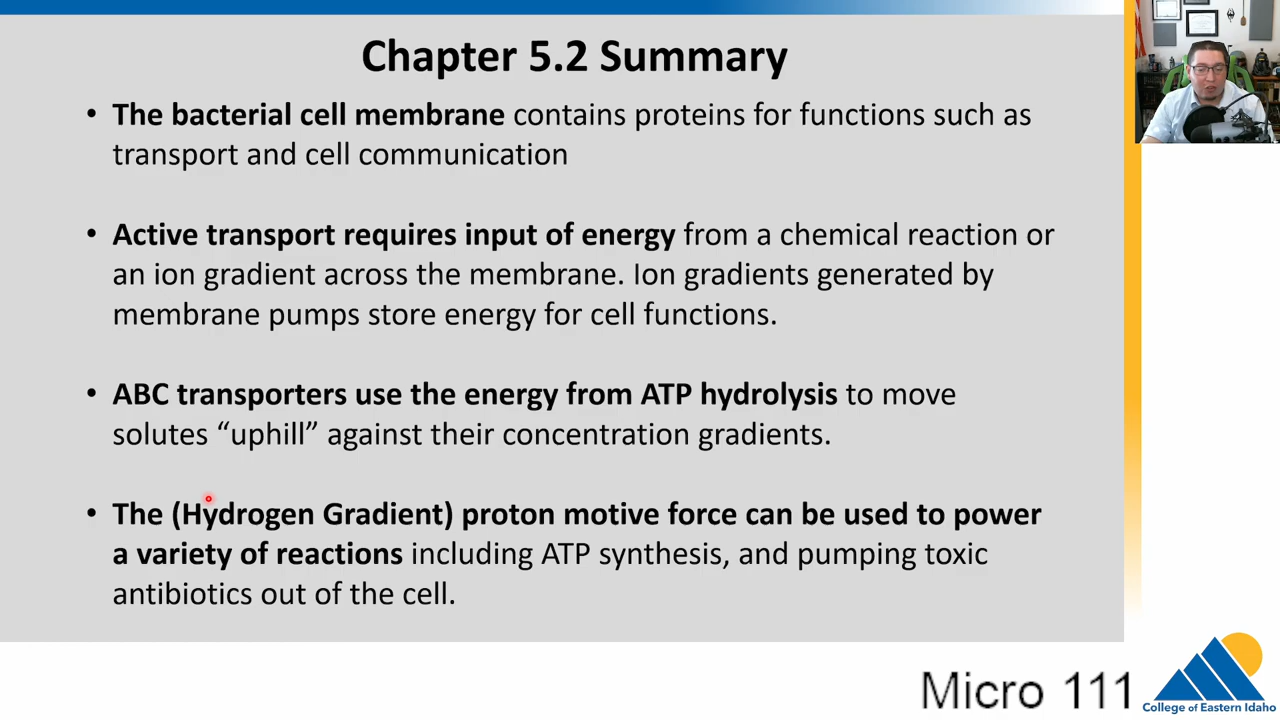 Chapter 5.2 Summary
• The bacterial cell membrane contains proteins for functions such as
transport and cell communication
• Active transport requires input of energy from a chemical reaction or
an ion gradient across the membrane. Ion gradients generated by
membrane pumps store energy for cell functions.
• ABC transporters use the energy from ATP hydrolysis to move
solutes “uphill” against their concentration gradients.
• The (Hydrogen Gradient) proton motive force can be used to power
a variety of reactions including ATP synthesis, and pumping toxic
antibiotics out of the cell.
Micro 111
College of Eastern Idaho